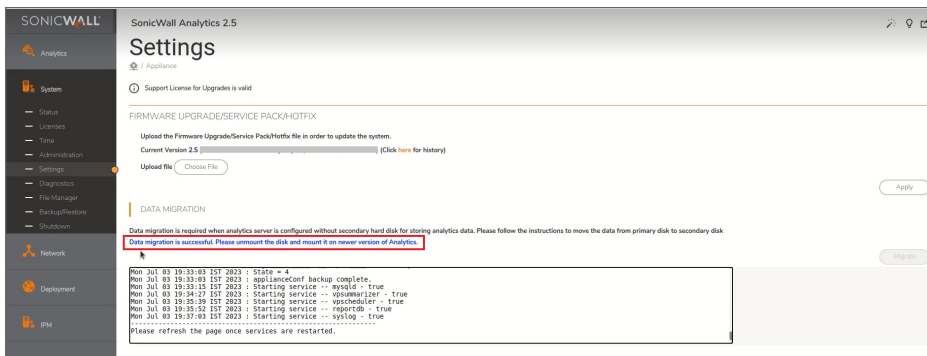 SONICWALL
SonicWall Analytics 2.5
Settings
/ Appliance
Analytics
System
Status
Licenses
Time
Administration
Settings
Diagnostics
File Manager
Backup/Restore
Shutdown
Network
Deployment
IPM
Support License for Upgrades is valid
FIRMWARE UPGRADE/SERVICE PACK/HOTFIX
Upload the Firmware Upgrade/Service Pack/Hotfix file in order to update the system.
Current Version 2.5 (Click here for history)
Upload file Choose File
Apply
DATA MIGRATION
Data migration is required when analytics server is configured without secondary hard disk for storing analytics data. Please follow the instructions to move the data from primary disk to secondary disk
Data migration is successful. Please unmount the disk and mount it on newer version of Analytics.
Migrate
Mon Jul 03 19:33:03 IST 2023 : State = 4
Mon Jul 03 19:33:03 IST 2023 : applianceConf backup complete.
Mon Jul 03 19:33:15 IST 2023 : Starting service -- mysqld - true
Mon Jul 03 19:34:27 IST 2023 : Starting service -- vpsummarizer - true
Mon Jul 03 19:35:39 IST 2023 : Starting service -- vpscheduler - true
Mon Jul 03 19:35:52 IST 2023 : Starting service -- reportdb - true
Mon Jul 03 19:37:03 IST 2023 : Starting service -- syslog - true
----------------------------------------------------------------
Please refresh the page once services are restarted.